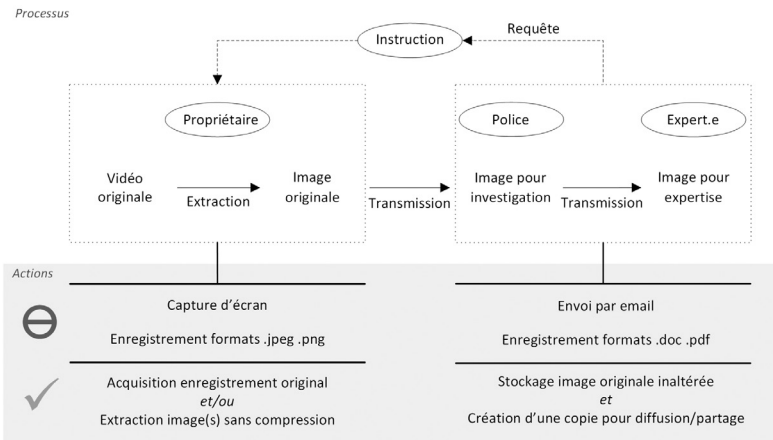 Processus
Instruction
Requête
Propriétaire
Police
Expert.e
Vidéo
originale
Extraction
Image
originale
Transmission
Image pour
investigation
Transmission
Image pour
expertise
Actions
Capture d’écran
Enregistrement formats .jpeg .png
Envoi par email
Enregistrement formats .doc .pdf
Acquisition enregistrement original
et/ou
Extraction image(s) sans compression
Stockage image originale inaltérée
et
Création d’une copie pour diffusion/partage